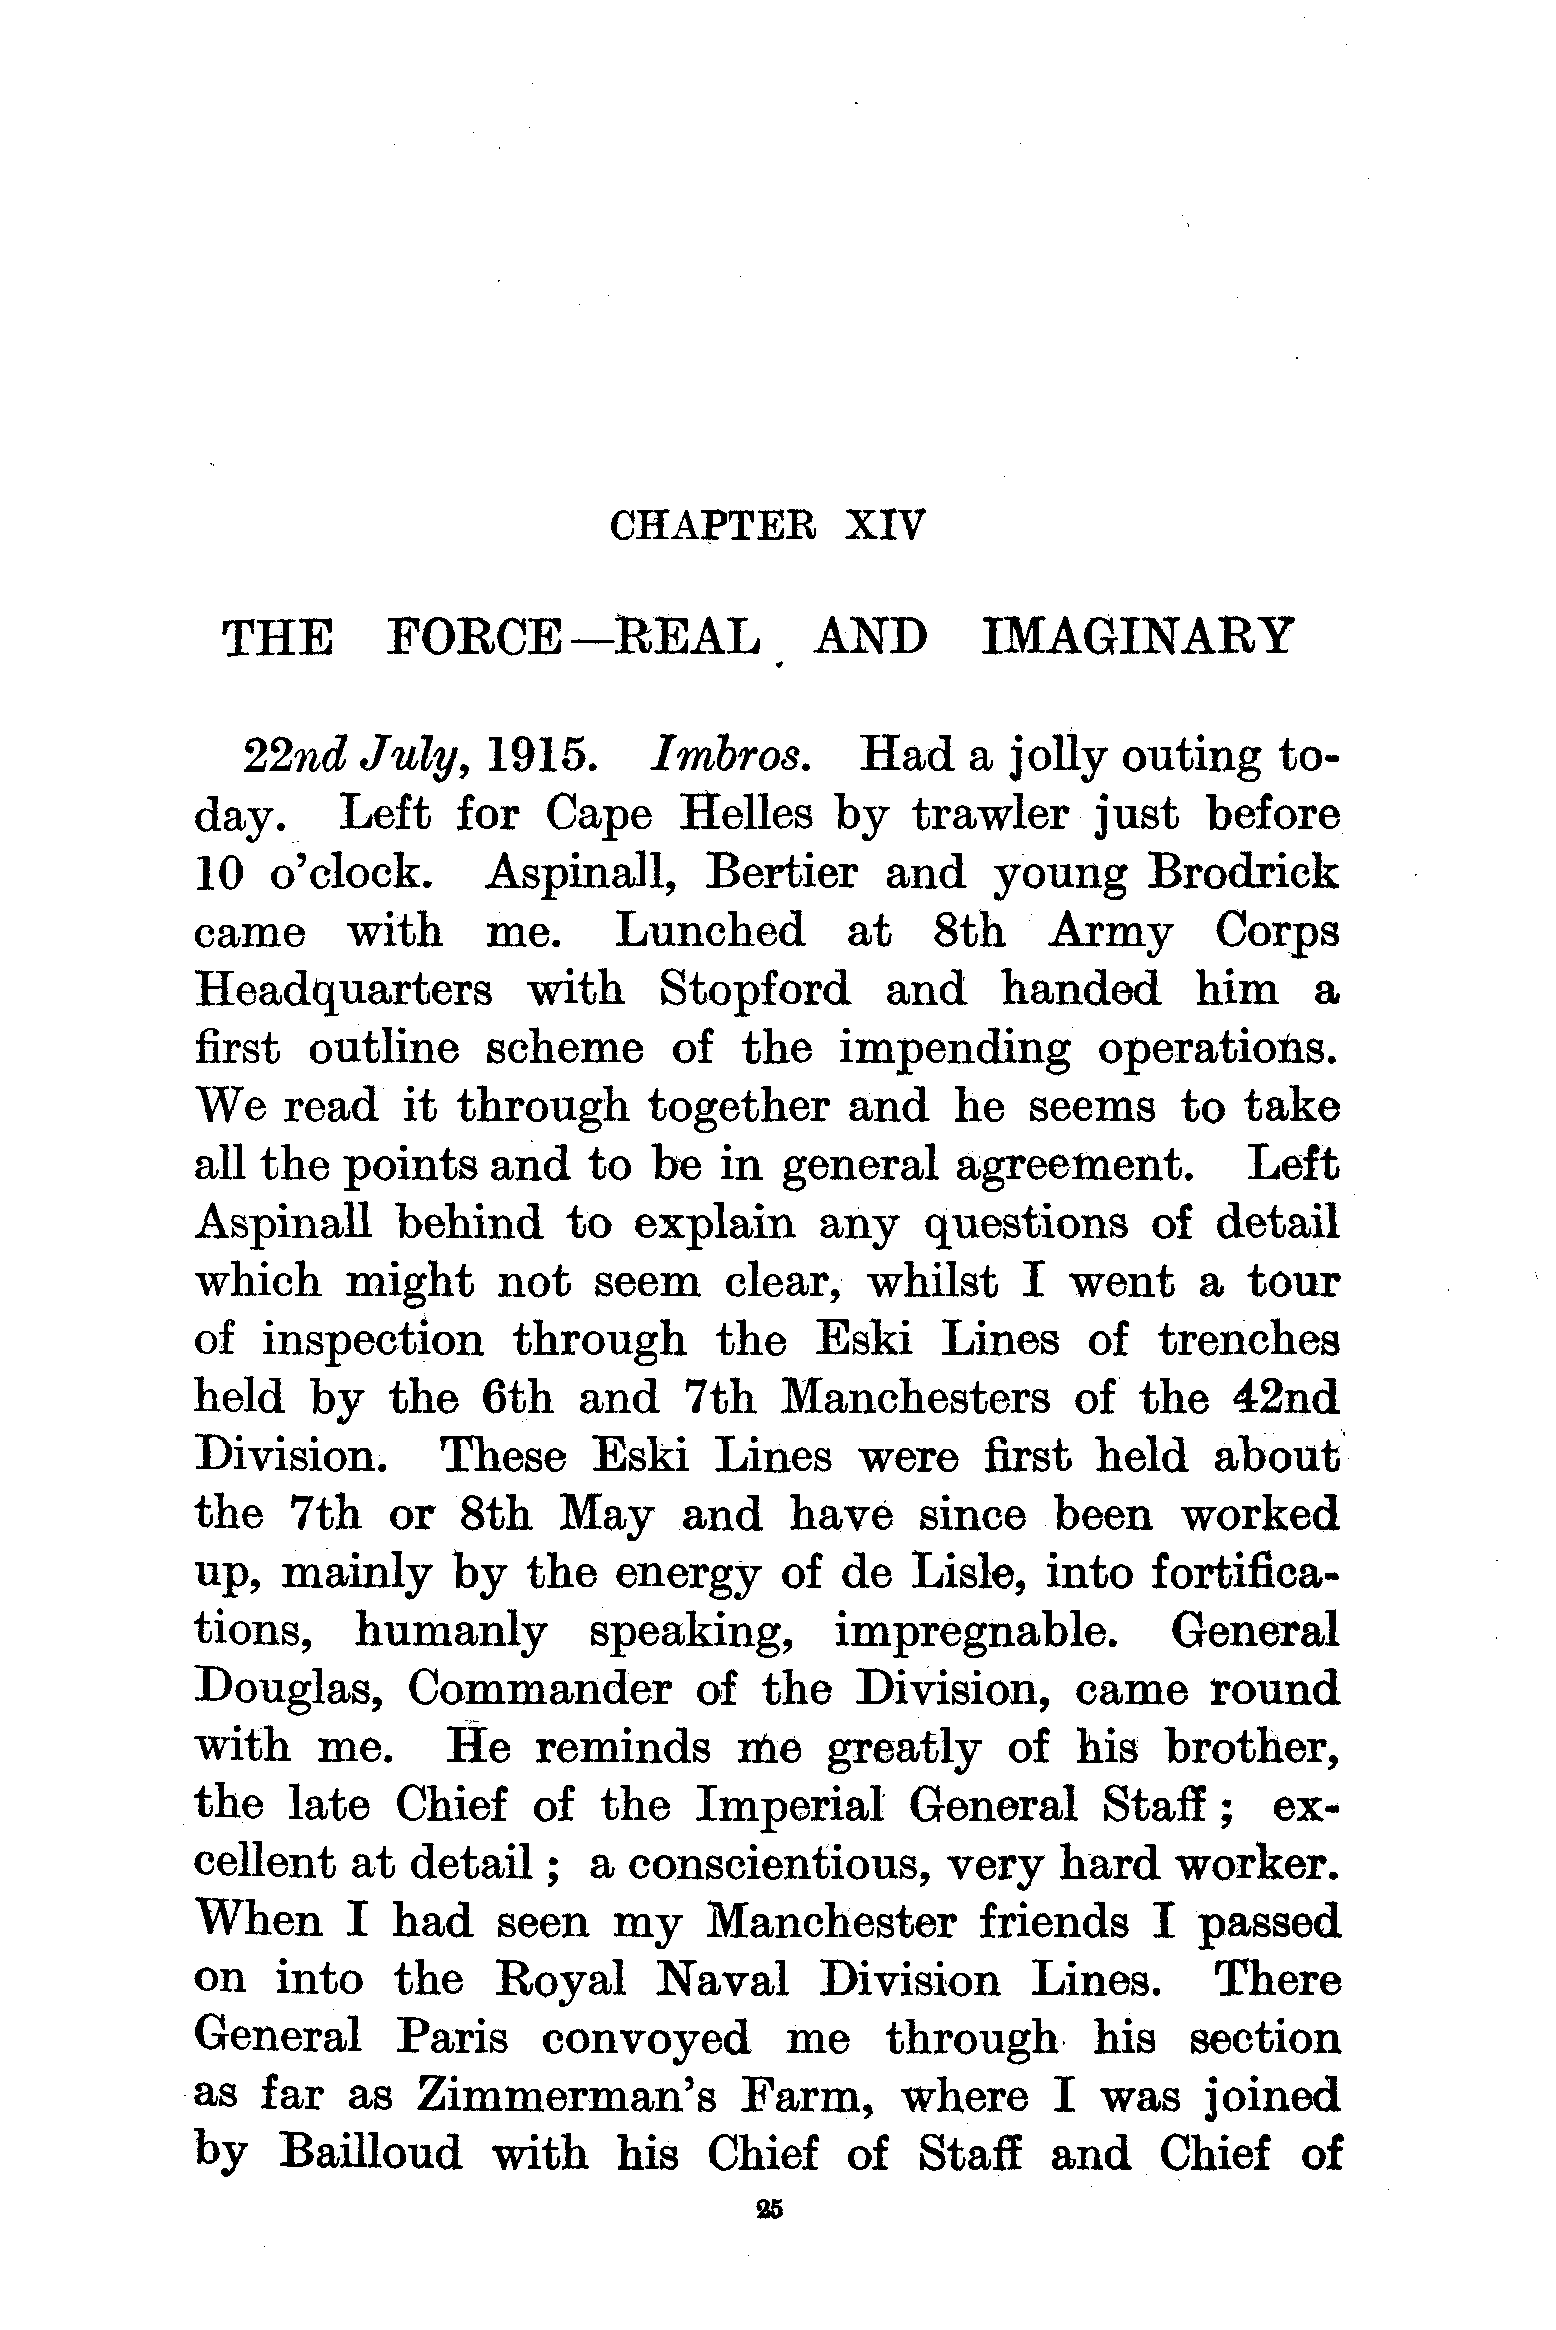 CHAPTER XIV
THE FORCE—REAL AND IMAGINARY
22nd July, 1915. Imbros. Had a jolly outing to-
day. Left for Cape Helles by trawler just before
10 o'clock. Aspinall, Bertier and young Brodrick
came with me. Lunched at 8th Army Corps
Headquarters with Stopford and handed him a
first outline scheme of the impending operations.
We read it through together and he seems to take
all the points and to be in general agreement. Left
Aspinall behind to explain any questions of detail
which might not seem clear, whilst I went a tour
of inspection through the Eski Lines of trenches
held by the 6th and 7th Manchesters of the 42nd
Division. These Eski Lines were first held about
the 7th or 8th May and have since been worked
up, mainly by the energy of de Lisle, into fortifica-
tions, humanly speaking, impregnable. General
Douglas, Commander of the Division, came round
with me. He reminds me greatly of his brother,
the late Chief of the Imperial General Staff ; ex-
cellent at detail ; a conscientious, very hard worker.
When I had seen my Manchester friends I passed
on into the Royal Naval Division Lines. There
General Paris convoyed me through his section
as far as Zimmerman's Farm, where I was joined
by Bailloud with his Chief of Staff and Chief of
25